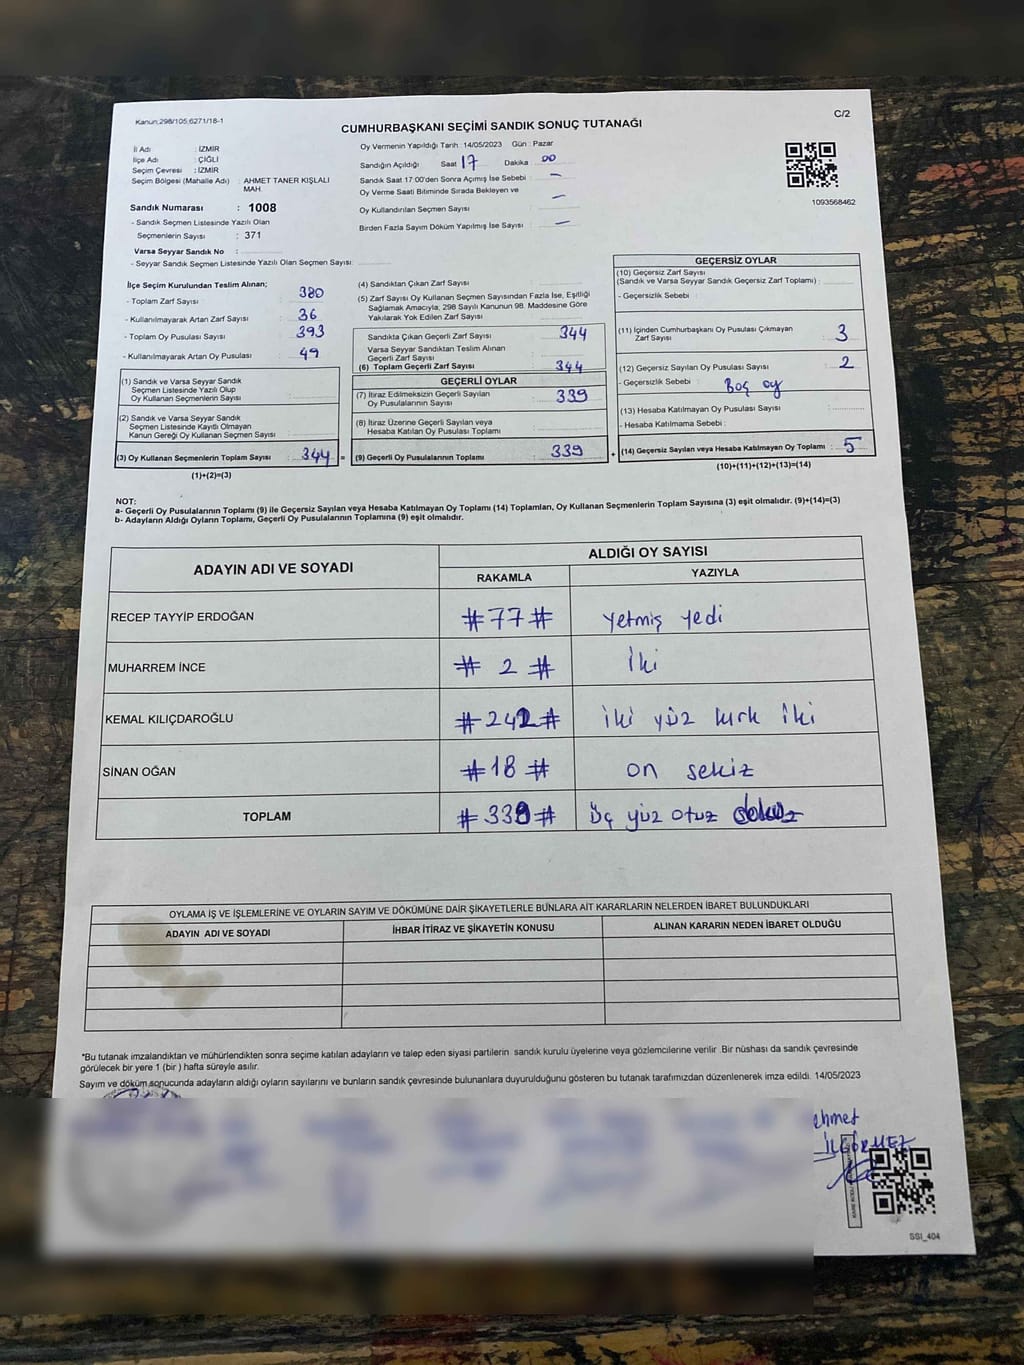 Kanun:298/105,6271/18-1
C/2
CUMHURBAŞKANI SEÇİMİ SANDIK SONUÇ TUTANAĞI
İl Adı : İZMİR
İlçe Adı : ÇİĞLİ
Seçim Çevresi : İZMİR
Seçim Bölgesi (Mahalle Adı) : AHMET TANER KIŞLALI MAH.
Sandık Numarası : 1008
- Sandık Seçmen Listesinde Yazılı Olan
Seçmenlerin Sayısı : 371
Varsa Seyyar Sandık No :
- Seyyar Sandık Seçmen Listesinde Yazılı Olan Seçmen Sayısı:
Oy Vermenin Yapıldığı Tarih : 14/05/2023 Gün : Pazar
Sandığın Açıldığı Saat 17 Dakika 00
Sandık Saat 17:00'den Sonra Açımış İse Sebebi : –
Oy Verme Saati Bitiminde Sırada Bekleyen ve
Oy Kullandırılan Seçmen Sayısı –
Birden Fazla Sayım Döküm Yapılmış İse Sayısı : –
1093568462
İlçe Seçim Kurulundan Teslim Alınan;
- Toplam Zarf Sayısı : 380
- Kullanılmayarak Artan Zarf Sayısı : 36
- Toplam Oy Pusulası Sayısı : 393
- Kullanılmayarak Artan Oy Pusulası : 49
(1) Sandık ve Varsa Seyyar Sandık
Seçmen Listesinde Yazılı Olup
Oy Kullanan Seçmenlerin Sayısı :
(2) Sandık ve Varsa Seyyar Sandık
Seçmen Listesinde Kayıtlı Olmayan
Kanun Gereği Oy Kullanan Seçmen Sayısı :
(3) Oy Kullanan Seçmenlerin Toplam Sayısı : 344 =
(1)+(2)=(3)
(4) Sandıktan Çıkan Zarf Sayısı :
(5) Zarf Sayısı Oy Kullanan Seçmen Sayısından Fazla İse, Eşitliği
Sağlamak Amacıyla, 298 Sayılı Kanunun 98. Maddesine Göre
Yakılarak Yok Edilen Zarf Sayısı :
Sandıkta Çıkan Geçerli Zarf Sayısı : 344
Varsa Seyyar Sandıktan Teslim Alınan
Geçerli Zarf Sayısı :
(6) Toplam Geçerli Zarf Sayısı : 344
GEÇERLİ OYLAR
(7) İtiraz Edilmeksizin Geçerli Sayılan
Oy Pusulalarının Sayısı : 339
(8) İtiraz Üzerine Geçerli Sayılan veya
Hesaba Katılan Oy Pusulası Toplamı :
(9) Geçerli Oy Pusulalarının Toplamı : 339 +
GEÇERSİZ OYLAR
(10) Geçersiz Zarf Sayısı
(Sandık ve Varsa Seyyar Sandık Geçersiz Zarf Toplamı) :
- Geçersizlik Sebebi :
(11) İçinden Cumhurbaşkanı Oy Pusulası Çıkmayan
Zarf Sayısı : 3
(12) Geçersiz Sayılan Oy Pusulası Sayısı : 2
- Geçersizlik Sebebi : Boş oy
(13) Hesaba Katılmayan Oy Pusulası Sayısı :
- Hesaba Katılmama Sebebi :
(14) Geçersiz Sayılan veya Hesaba Katılmayan Oy Toplamı : 5
(10)+(11)+(12)+(13)=(14)
NOT:
a- Geçerli Oy Pusulalarının Toplamı (9) ile Geçersiz Sayılan veya Hesaba Katılmayan Oy Toplamı (14) Toplamları, Oy Kullanan Seçmenlerin Toplam Sayısına (3) eşit olmalıdır. (9)+(14)=(3)
b- Adayların Aldığı Oyların Toplamı, Geçerli Oy Pusulalarının Toplamına (9) eşit olmalıdır.
ADAYIN ADI VE SOYADI ALDIĞI OY SAYISI
RAKAMLA YAZIYLA
RECEP TAYYİP ERDOĞAN #77# Yetmiş Yedi
MUHARREM İNCE # 2 # İki
KEMAL KILIÇDAROĞLU #242# iki yüz kırk iki
SİNAN OĞAN #18 # on sekiz
TOPLAM #339# Üç yüz otuz dokuz
OYLAMA İŞ VE İŞLEMLERİNE VE OYLARIN SAYIM VE DÖKÜMÜNE DAİR ŞİKAYETLERLE BUNLARA AİT KARARLARIN NELERDEN İBARET BULUNDUKLARI
ADAYIN ADI VE SOYADI İHBAR İTİRAZ VE ŞİKAYETİN KONUSU ALINAN KARARIN NEDEN İBARET OLDUĞU
*Bu tutanak imzalandıktan ve mühürlendikten sonra seçime katılan adayların ve talep eden siyasi partilerin sandık kurulu üyelerine veya gözlemcilerine verilir .Bir nüshası da sandık çevresinde
görülecek bir yere 1 (bir ) hafta süreyle asılır.
Sayım ve döküm sonucunda adayların aldığı oyların sayılarını ve bunların sandık çevresinde bulunanlara duyurulduğunu gösteren bu tutanak tarafımızdan düzenlenerek imza edildi. 14/05/2023
ehmet
İLGÖRMEZ
SSI_404